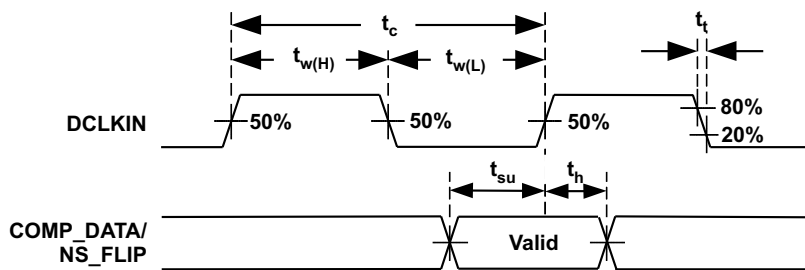 t_c
t_t
t_w(H) t_w(L)
DCLKIN 50% 50% 50% 80%
20%
t_su t_h
COMP_DATA/
NS_FLIP
Valid